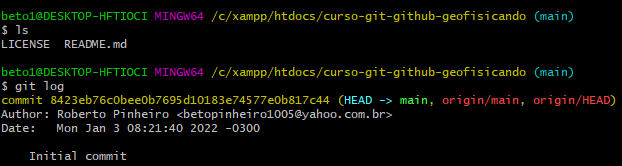 beto1@DESKTOP-HFTIOCI MINGW64 /c/xampp/htdocs/curso-git-github-geofisicando (main)
$ ls
LICENSE  README.md
beto1@DESKTOP-HFTIOCI MINGW64 /c/xampp/htdocs/curso-git-github-geofisicando (main)
$ git log
commit 8423eb76c0bee0b7695d10183e74577e0b817c44 (HEAD -> main, origin/main, origin/HEAD)
Author: Roberto Pinheiro <betopinheiro1005@yahoo.com.br>
Date:   Mon Jan 3 08:21:40 2022 -0300
    Initial commit